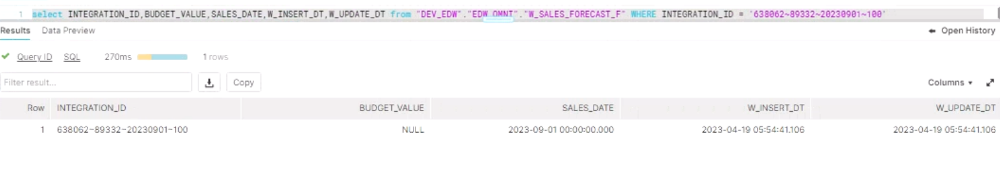 1 select INTEGRATION_ID,BUDGET_VALUE,SALES_DATE,W_INSERT_DT,W_UPDATE_DT from "DEV_EDW"."EDW_OMNI"."W_SALES_FORECAST_F" WHERE INTEGRATION_ID = '638062~89332~20230901~100'
Results Data Preview Open History
Query ID SQL 270ms 1 rows
Filter result... Copy Columns
Row INTEGRATION_ID BUDGET_VALUE SALES_DATE W_INSERT_DT W_UPDATE_DT
1 638062~89332~20230901~100 NULL 2023-09-01 00:00:00.000 2023-04-19 05:54:41.106 2023-04-19 05:54:41.106